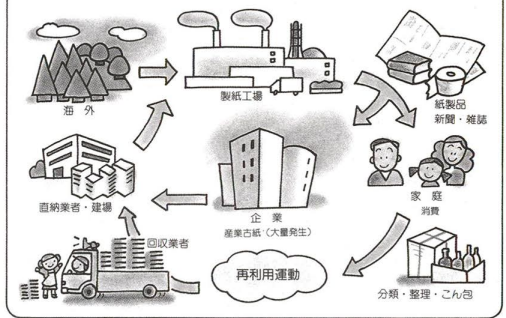 海外
製紙工場
紙製品
新聞・雑誌
直納業者・建場
企業
産業古紙(大量発生)
家庭
消費
回収業者
再利用運動
分類・整理・こん包